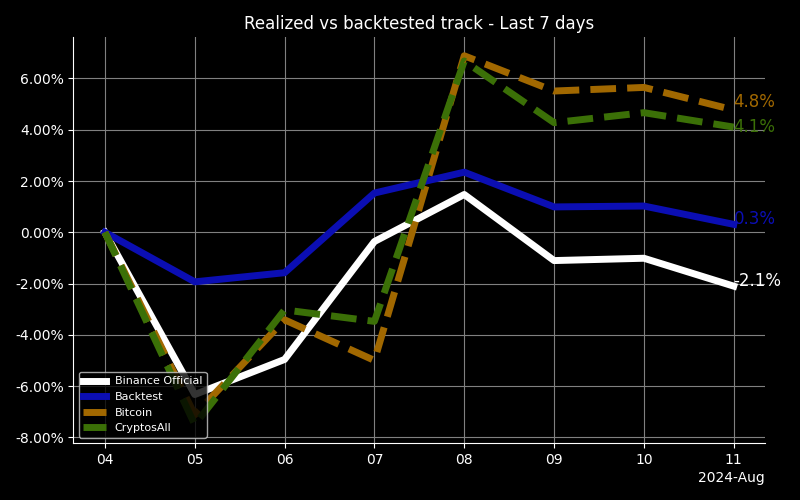 Realized vs backtested track - Last 7 days
6.00%
4.00%
2.00%
0.00%
-2.00%
-4.00%
-6.00%
-8.00%
4.8%
4.1%
0.3%
-2.1%
Binance Official
Backtest
Bitcoin
CryptosAll
04 05 06 07 08 09 10 11
2024-Aug